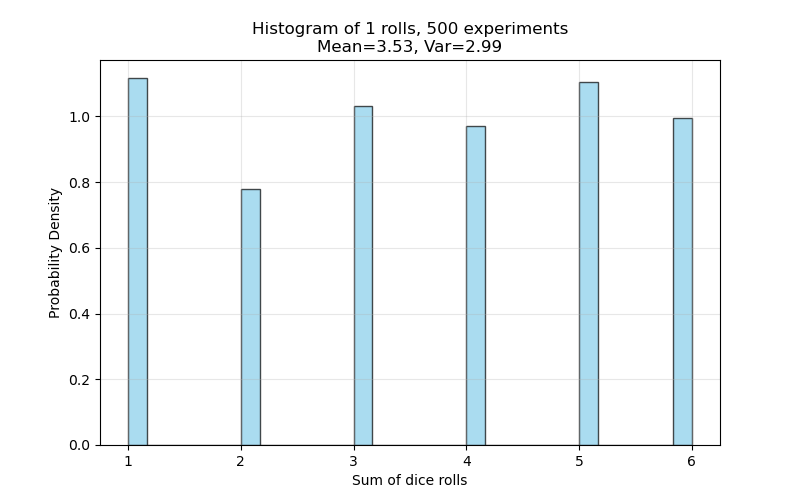 Histogram of 1 rolls, 500 experiments
Mean=3.53, Var=2.99
Probability Density
1.0
0.8
0.6
0.4
0.2
0.0
1 2 3 4 5 6
Sum of dice rolls